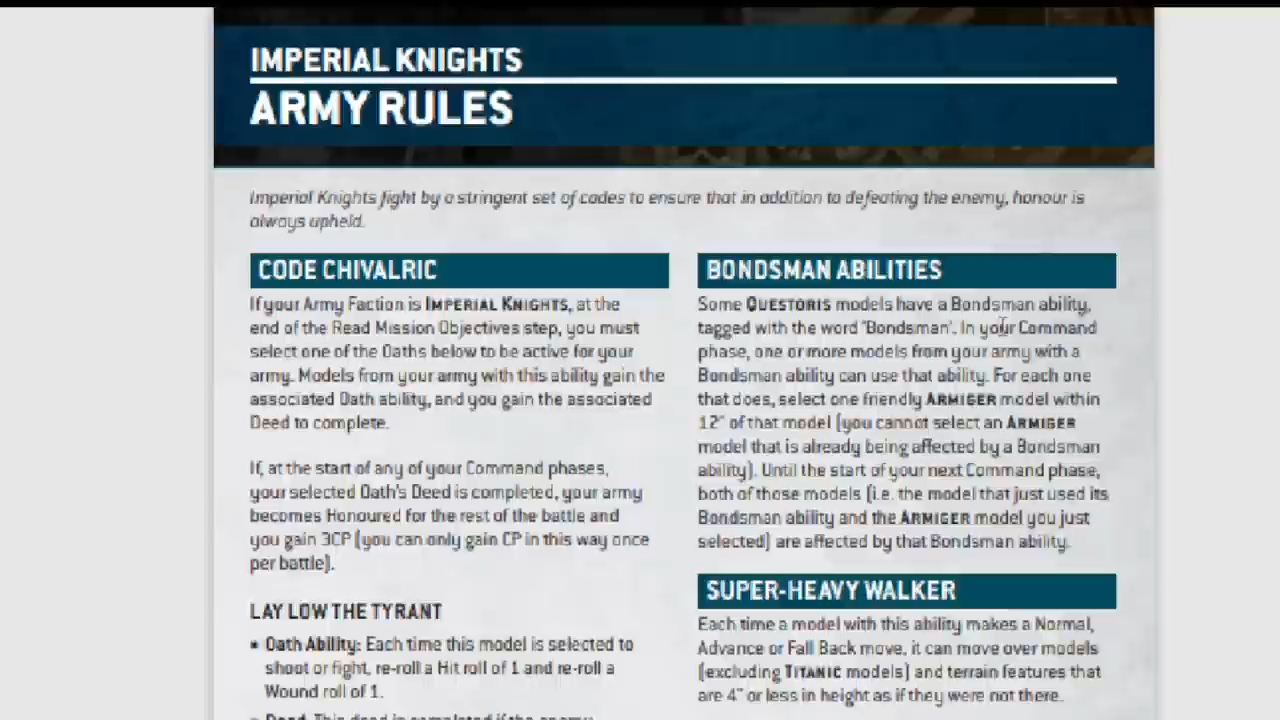 IMPERIAL KNIGHTS
ARMY RULES
Imperial Knights fight by a stringent set of codes to ensure that in addition to defeating the enemy, honour is
always upheld.
CODE CHIVALRIC
If your Army Faction is IMPERIAL KNIGHTS, at the
end of the Read Mission Objectives step, you must
select one of the Oaths below to be active for your
army. Models from your army with this ability gain the
associated Oath ability, and you gain the associated
Deed to complete.
If, at the start of any of your Command phases,
your selected Oath's Deed is completed, your army
becomes Honoured for the rest of the battle and
you gain 3CP (you can only gain CP in this way once
per battle).
LAY LOW THE TYRANT
• Oath Ability: Each time this model is selected to
shoot or fight, re-roll a Hit roll of 1 and re-roll a
Wound roll of 1.
• Deed: This deed is completed if the enemy
BONDSMAN ABILITIES
Some QUESTORIS models have a Bondsman ability,
tagged with the word 'Bondsman'. In your Command
phase, one or more models from your army with a
Bondsman ability can use that ability. For each one
that does, select one friendly ARMIGER model within
12" of that model (you cannot select an ARMIGER
model that is already being affected by a Bondsman
ability). Until the start of your next Command phase,
both of those models (i.e. the model that just used its
Bondsman ability and the ARMIGER model you just
selected) are affected by that Bondsman ability.
SUPER-HEAVY WALKER
Each time a model with this ability makes a Normal,
Advance or Fall Back move, it can move over models
(excluding TITANIC models) and terrain features that
are 4" or less in height as if they were not there.